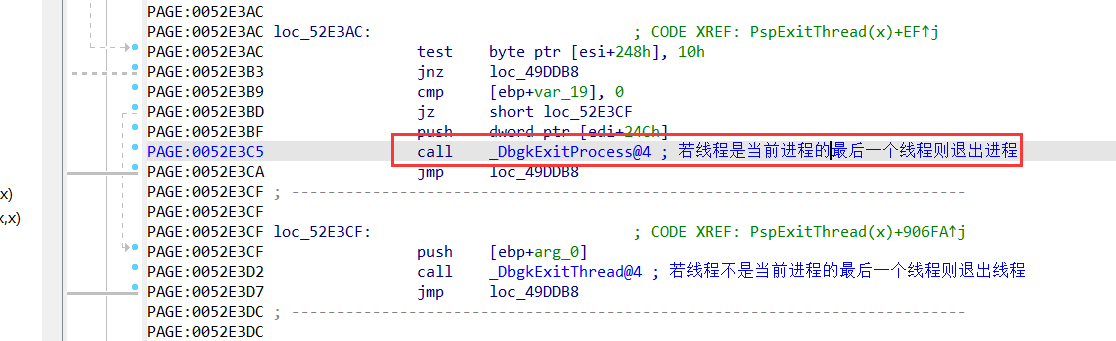 PAGE:0052E3AC
PAGE:0052E3AC loc_52E3AC: ; CODE XREF: PspExitThread(x)+EF↑j
PAGE:0052E3AC test byte ptr [esi+248h], 10h
PAGE:0052E3B3 jnz loc_49DDB8
PAGE:0052E3B9 cmp [ebp+var_19], 0
PAGE:0052E3BD jz short loc_52E3CF
PAGE:0052E3BF push dword ptr [edi+24Ch]
PAGE:0052E3C5 call _DbgkExitProcess@4 ; 若线程是当前进程的最后一个线程则退出进程
PAGE:0052E3CA jmp loc_49DDB8
PAGE:0052E3CF ; ---------------------------------------------------------------------------
x)
PAGE:0052E3CF
x,x)
PAGE:0052E3CF loc_52E3CF: ; CODE XREF: PspExitThread(x)+906FA↑j
PAGE:0052E3CF push [ebp+arg_0]
PAGE:0052E3D2 call _DbgkExitThread@4 ; 若线程不是当前进程的最后一个线程则退出线程
PAGE:0052E3D7 jmp loc_49DDB8
PAGE:0052E3DC ; ---------------------------------------------------------------------------
PAGE:0052E3DC